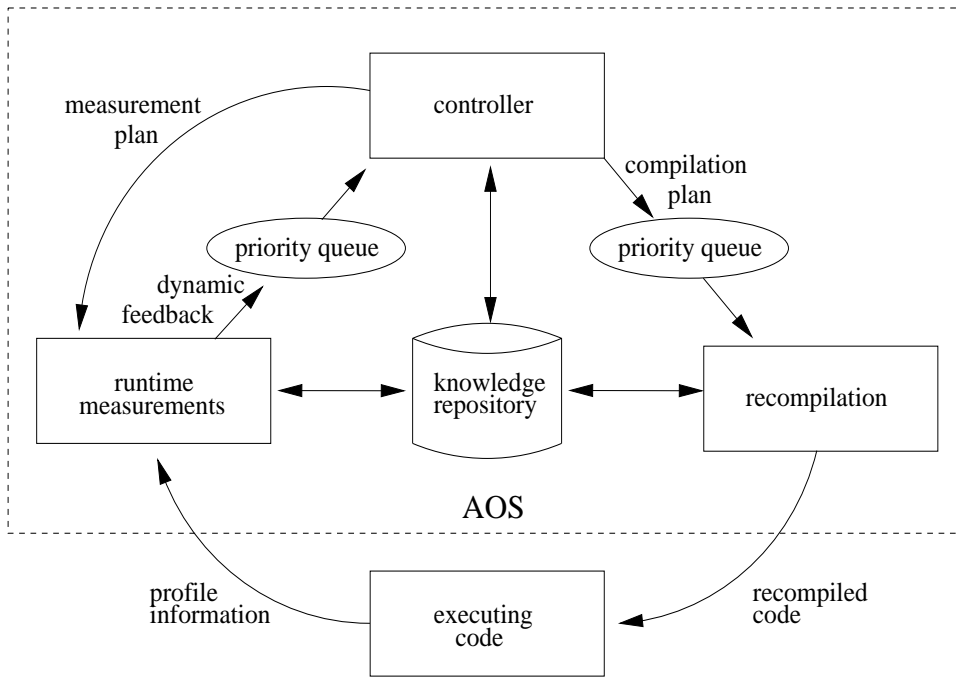 controller
measurement
plan
compilation
plan
priority queue
priority queue
dynamic
feedback
runtime
measurements
knowledge
repository
recompilation
AOS
profile
information
executing
code
recompiled
code